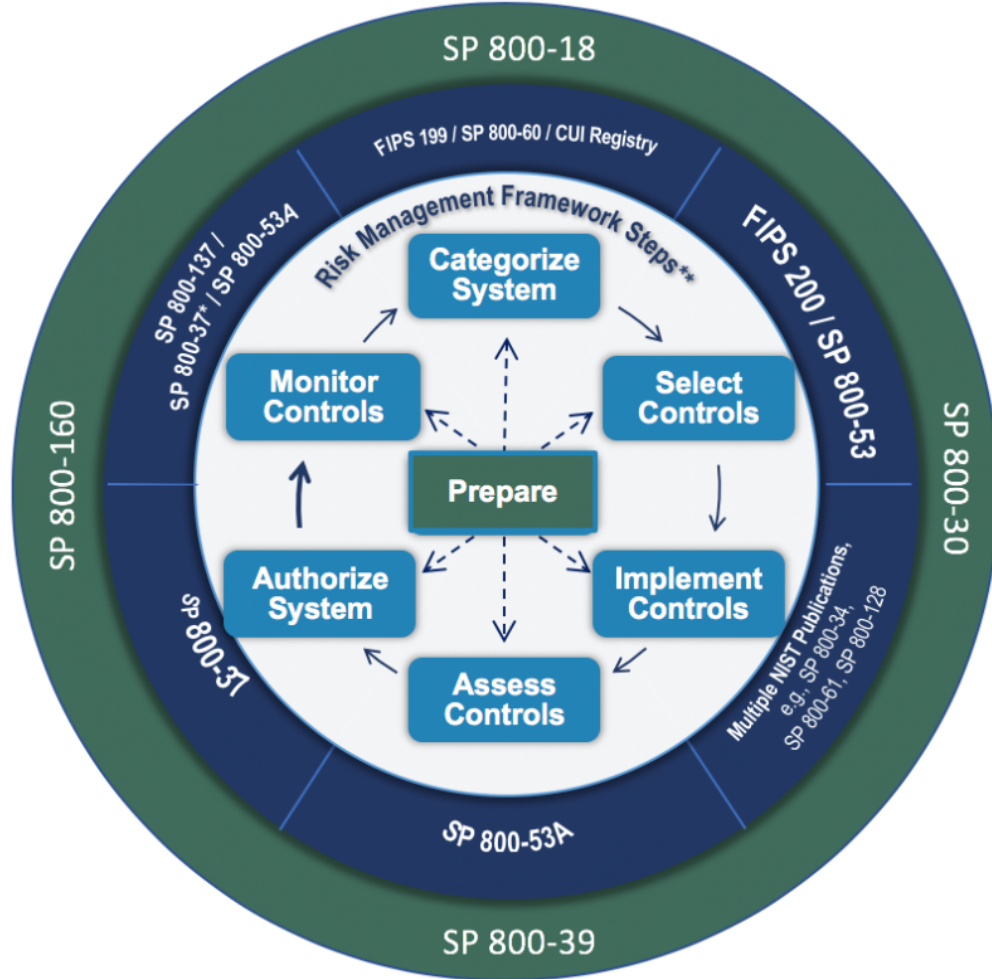 SP 800-18
FIPS 199 / SP 800-60 / CUI Registry
FIPS 200 / SP 800-53
SP 800-137 /
SP 800-37* / SP 800-53A
Risk Management Framework Steps**
Categorize
System
Monitor
Controls
Select
Controls
SP 800-160
Prepare
SP 800-30
Authorize
System
Implement
Controls
SP 800-37
Multiple NIST Publications,
e.g., SP 800-34,
SP 800-61, SP 800-128
Assess
Controls
SP 800-53A
SP 800-39